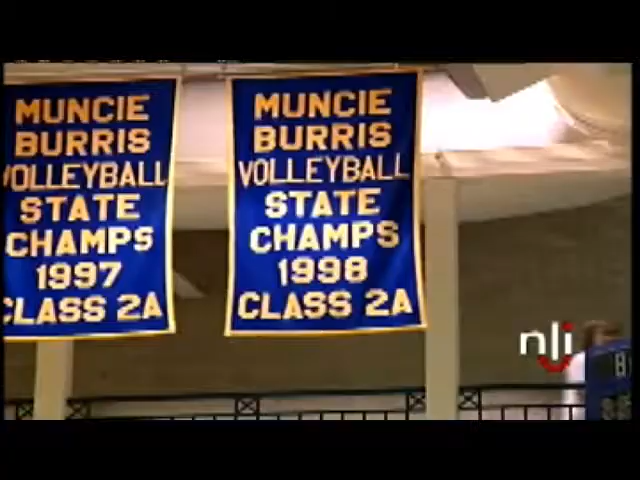 MUNCIE
BURRIS
VOLLEYBALL
STATE
CHAMPS
1997
CLASS 2A
MUNCIE
BURRIS
VOLLEYBALL
STATE
CHAMPS
1998
CLASS 2A
nli